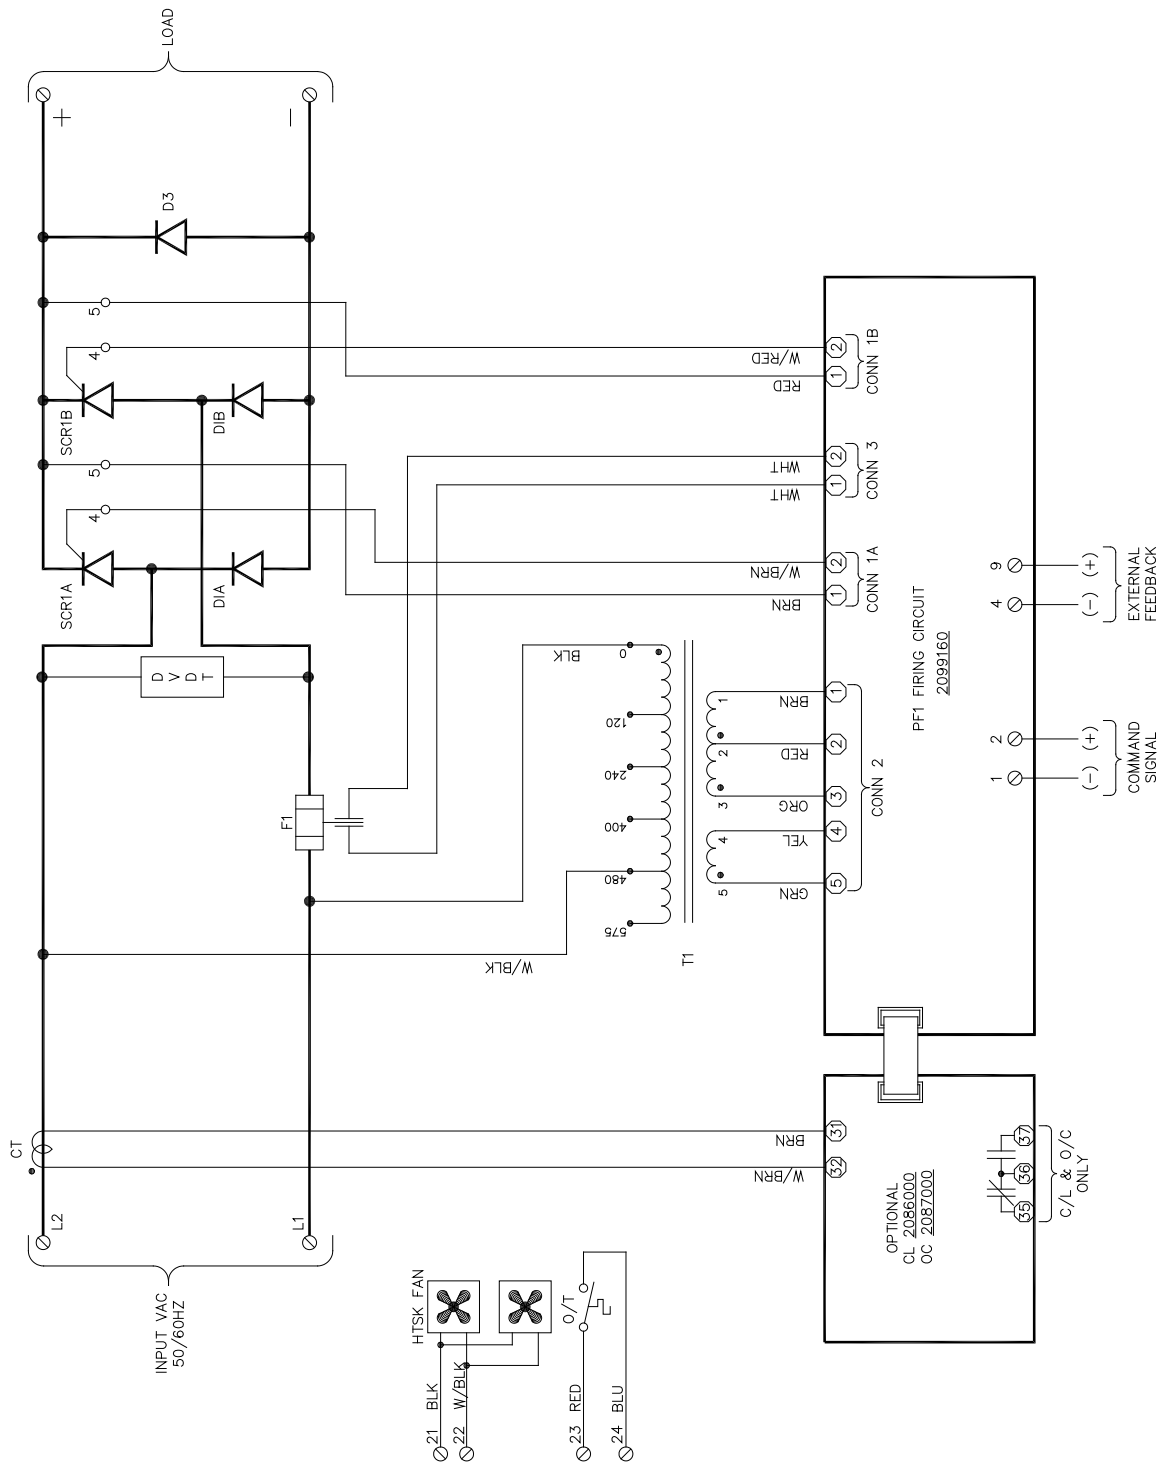 INPUT VAC
50/60HZ
L2
L1
CT
F1
D
V
D
T
SCR1A
DIA
4
5
SCR1B
DIB
4
5
D3
+
−
LOAD
HTSK FAN
21 BLK
22 W/BLK
O/T
23 RED
24 BLU
W/BLK
BLK
575
480
400
240
120
0
T1
5
4
3
2
1
GRN
YEL
ORG
RED
BRN
5
4
3
2
1
CONN 2
BRN
W/BRN
1
2
CONN 1A
WHT
WHT
1
2
CONN 3
RED
W/RED
1
2
CONN 1B
W/BRN
BRN
32
31
OPTIONAL
CL 2086000
OC 2087000
35
36
37
C/L & O/C
ONLY
PF1 FIRING CIRCUIT
2099160
1
2
4
9
(−)
(+)
COMMAND
SIGNAL
(−)
(+)
EXTERNAL
FEEDBACK